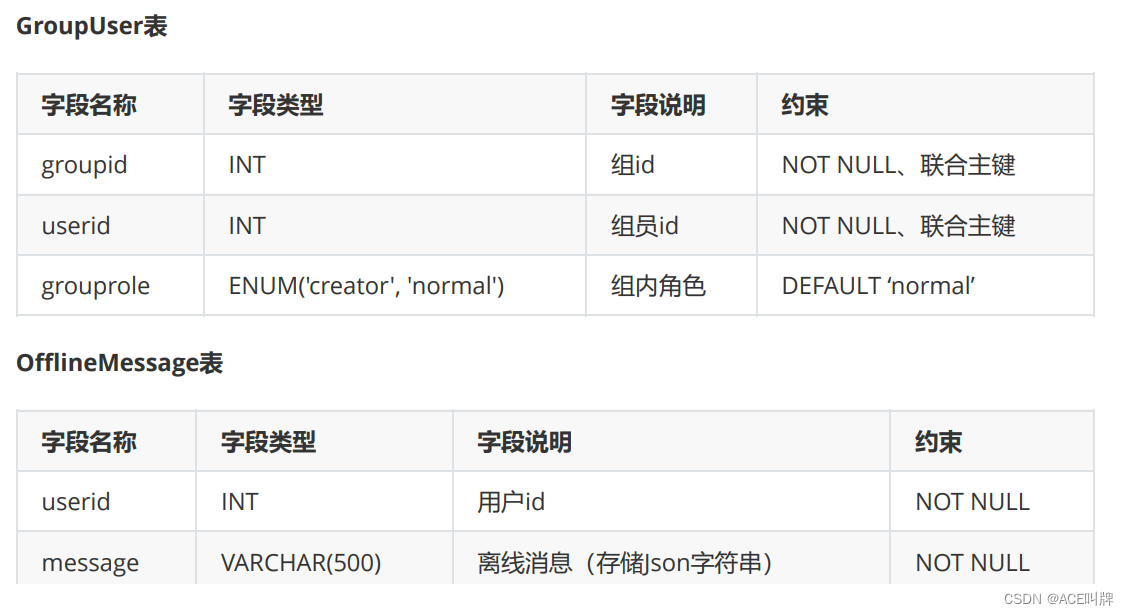 GroupUser表
字段名称 字段类型 字段说明 约束
groupid INT 组id NOT NULL、联合主键
userid INT 组员id NOT NULL、联合主键
grouprole ENUM('creator', 'normal') 组内角色 DEFAULT ‘normal’
OfflineMessage表
字段名称 字段类型 字段说明 约束
userid INT 用户id NOT NULL
message VARCHAR(500) 离线消息（存储Json字符串） NOT NULL
CSDN @ACE叫牌